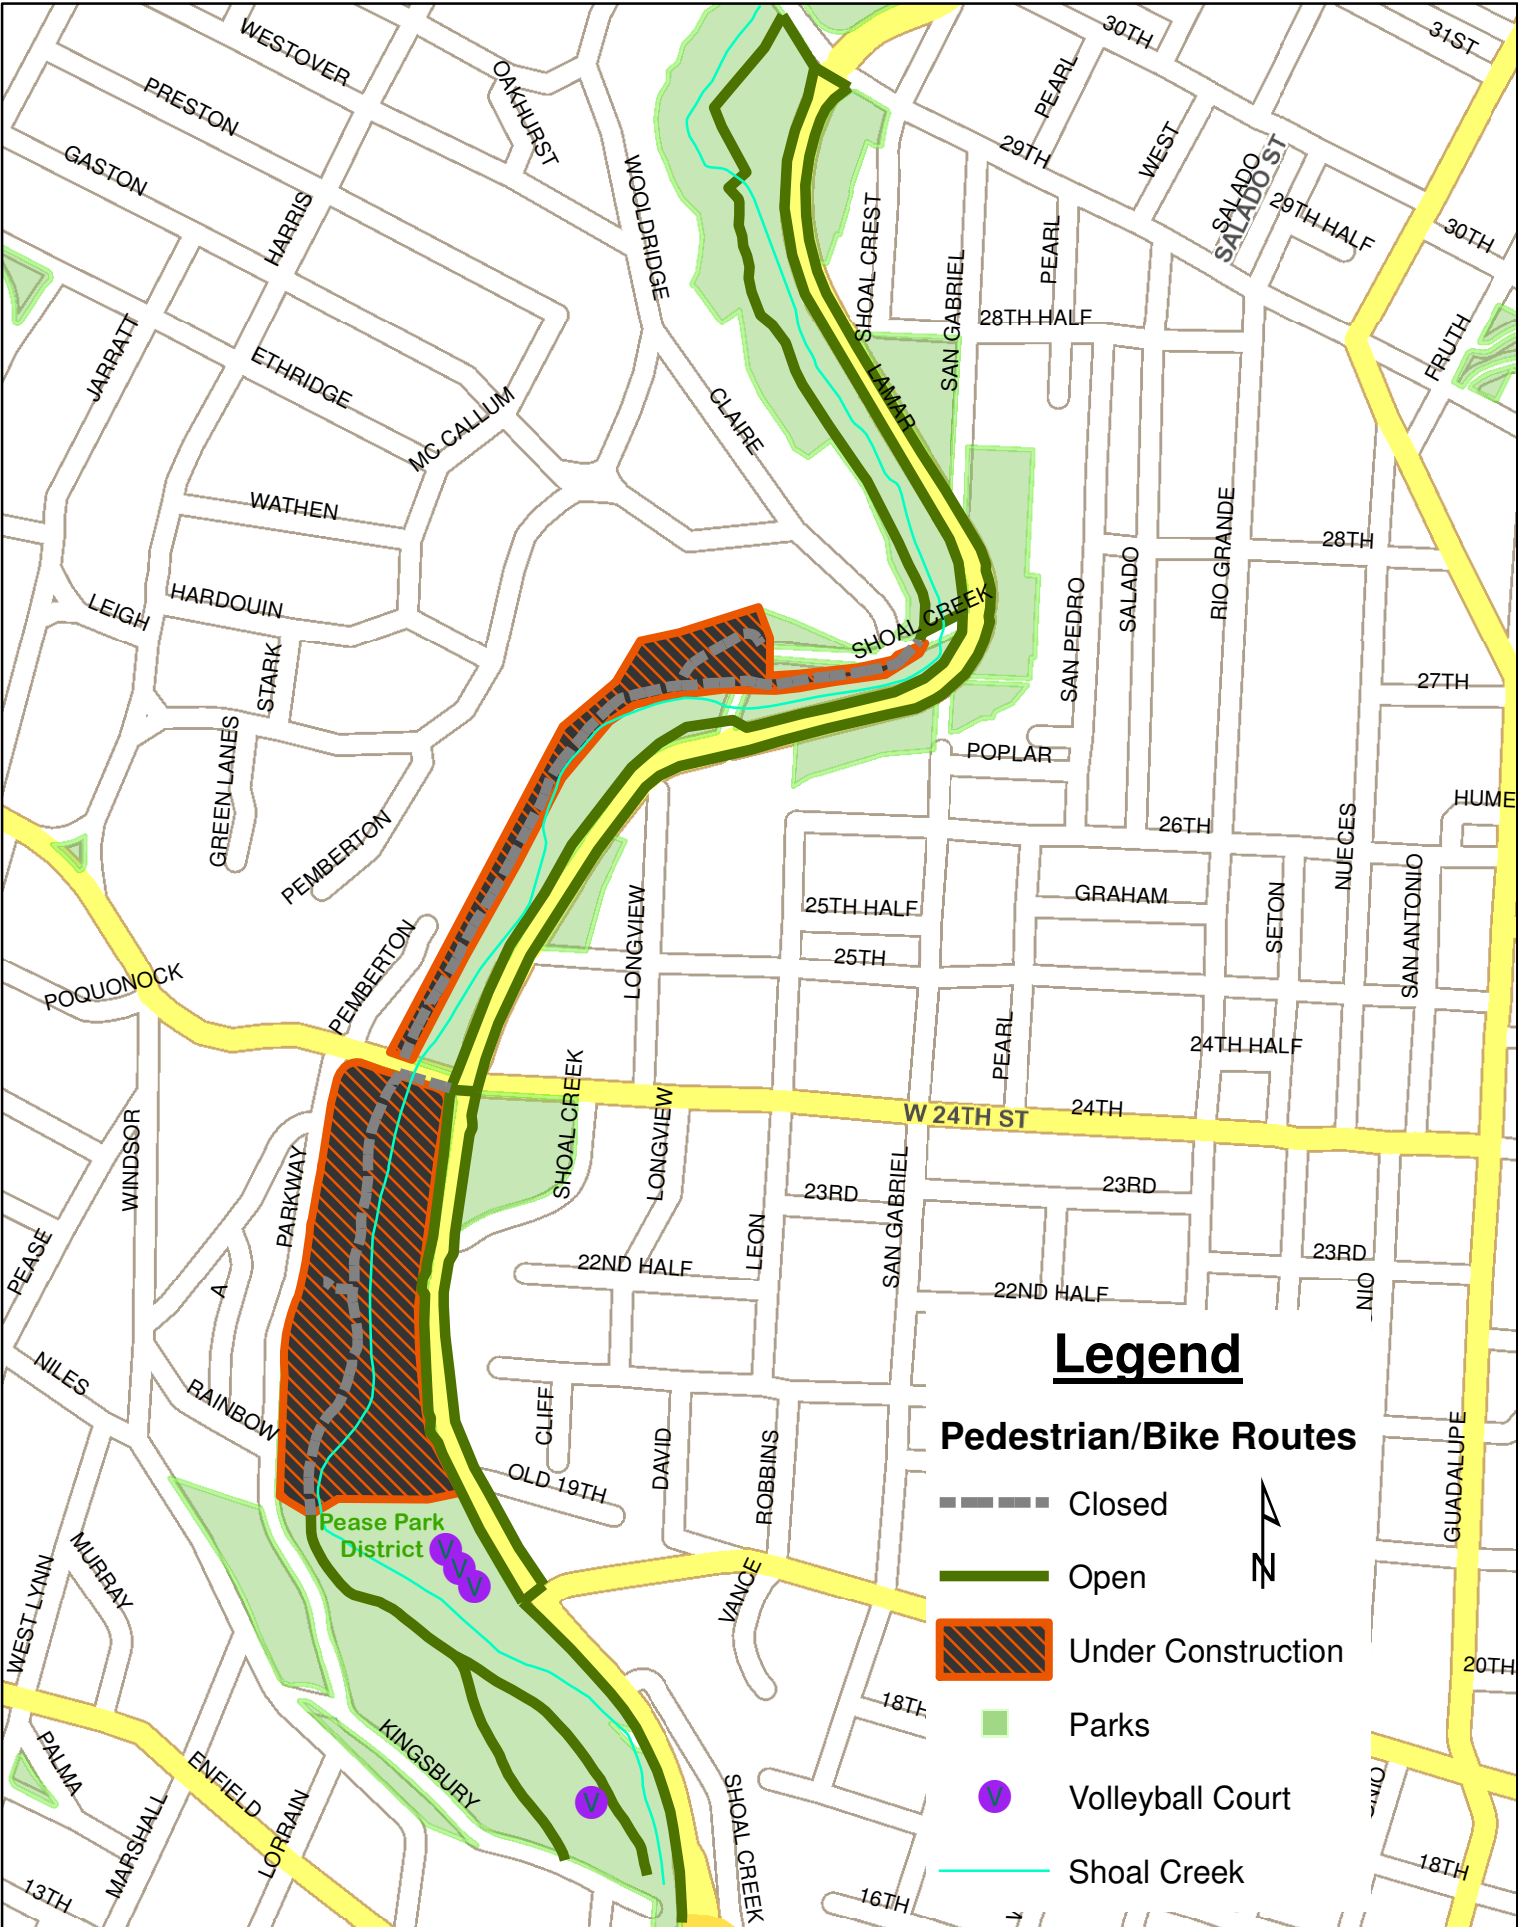 WESTOVER
30TH
31ST
PRESTON
OAKHURST
PEARL
GASTON
29TH
WEST
SALADO
SALADO ST
WOOLDRIDGE
29TH HALF
30TH
HARRIS
SHOAL CREST
PEARL
SAN GABRIEL
28TH HALF
JARRATT
FRUTH
ETHRIDGE
LAMAR
MC CALLUM
CLAIRE
WATHEN
RIO GRANDE
28TH
LEIGH
HARDOUIN
SHOAL CREEK
SAN PEDRO
SALADO
STARK
27TH
GREEN LANES
POPLAR
PEMBERTON
26TH
HUME
NUECES
25TH HALF
GRAHAM
SETON
SAN ANTONIO
LONGVIEW
25TH
POQUONOCK
PEMBERTON
PEARL
24TH HALF
SHOAL CREEK
LONGVIEW
W 24TH ST
24TH
WINDSOR
PARKWAY
23RD
23RD
SAN GABRIEL
LEON
23RD
PEASE
A
22ND HALF
22ND HALF
NIO
Legend
NILES
RAINBOW
CLIFF
DAVID
ROBBINS
GUADALUPE
Pedestrian/Bike Routes
OLD 19TH
Closed
Pease Park
District
V
V
V
N
Open
MURRAY
WEST LYNN
VANCE
Under Construction
20TH
18TH
KINGSBURY
Parks
PALMA
ENFIELD
LORRAIN
MARSHALL
SHOAL CREEK
V
V
Volleyball Court
Shoal Creek
18TH
13TH
16TH